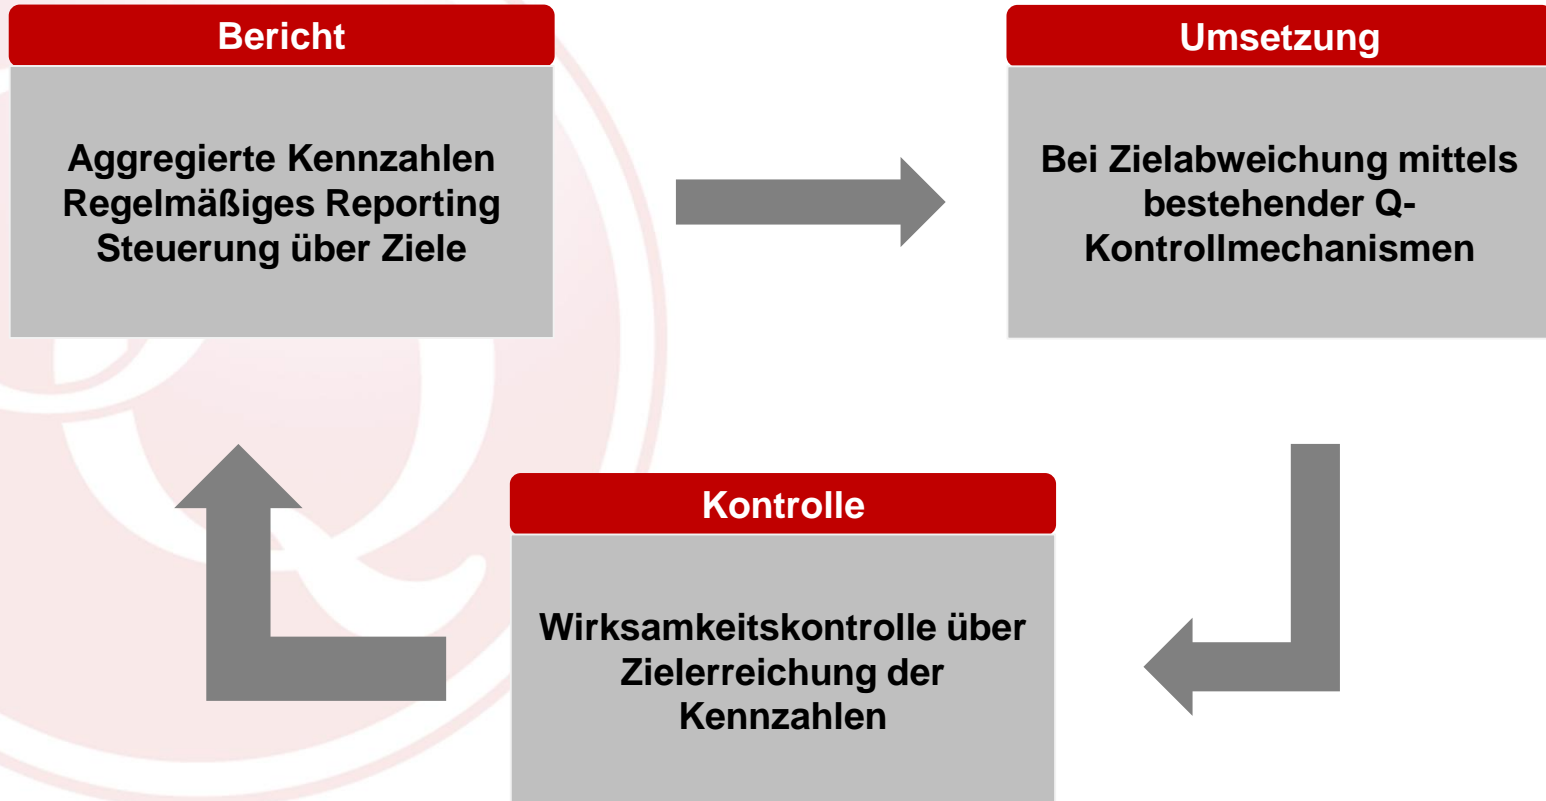 Bericht
Aggregierte Kennzahlen
Regelmäßiges Reporting
Steuerung über Ziele
Umsetzung
Bei Zielabweichung mittels
bestehender Q-
Kontrollmechanismen
Kontrolle
Wirksamkeitskontrolle über
Zielerreichung der
Kennzahlen
Q